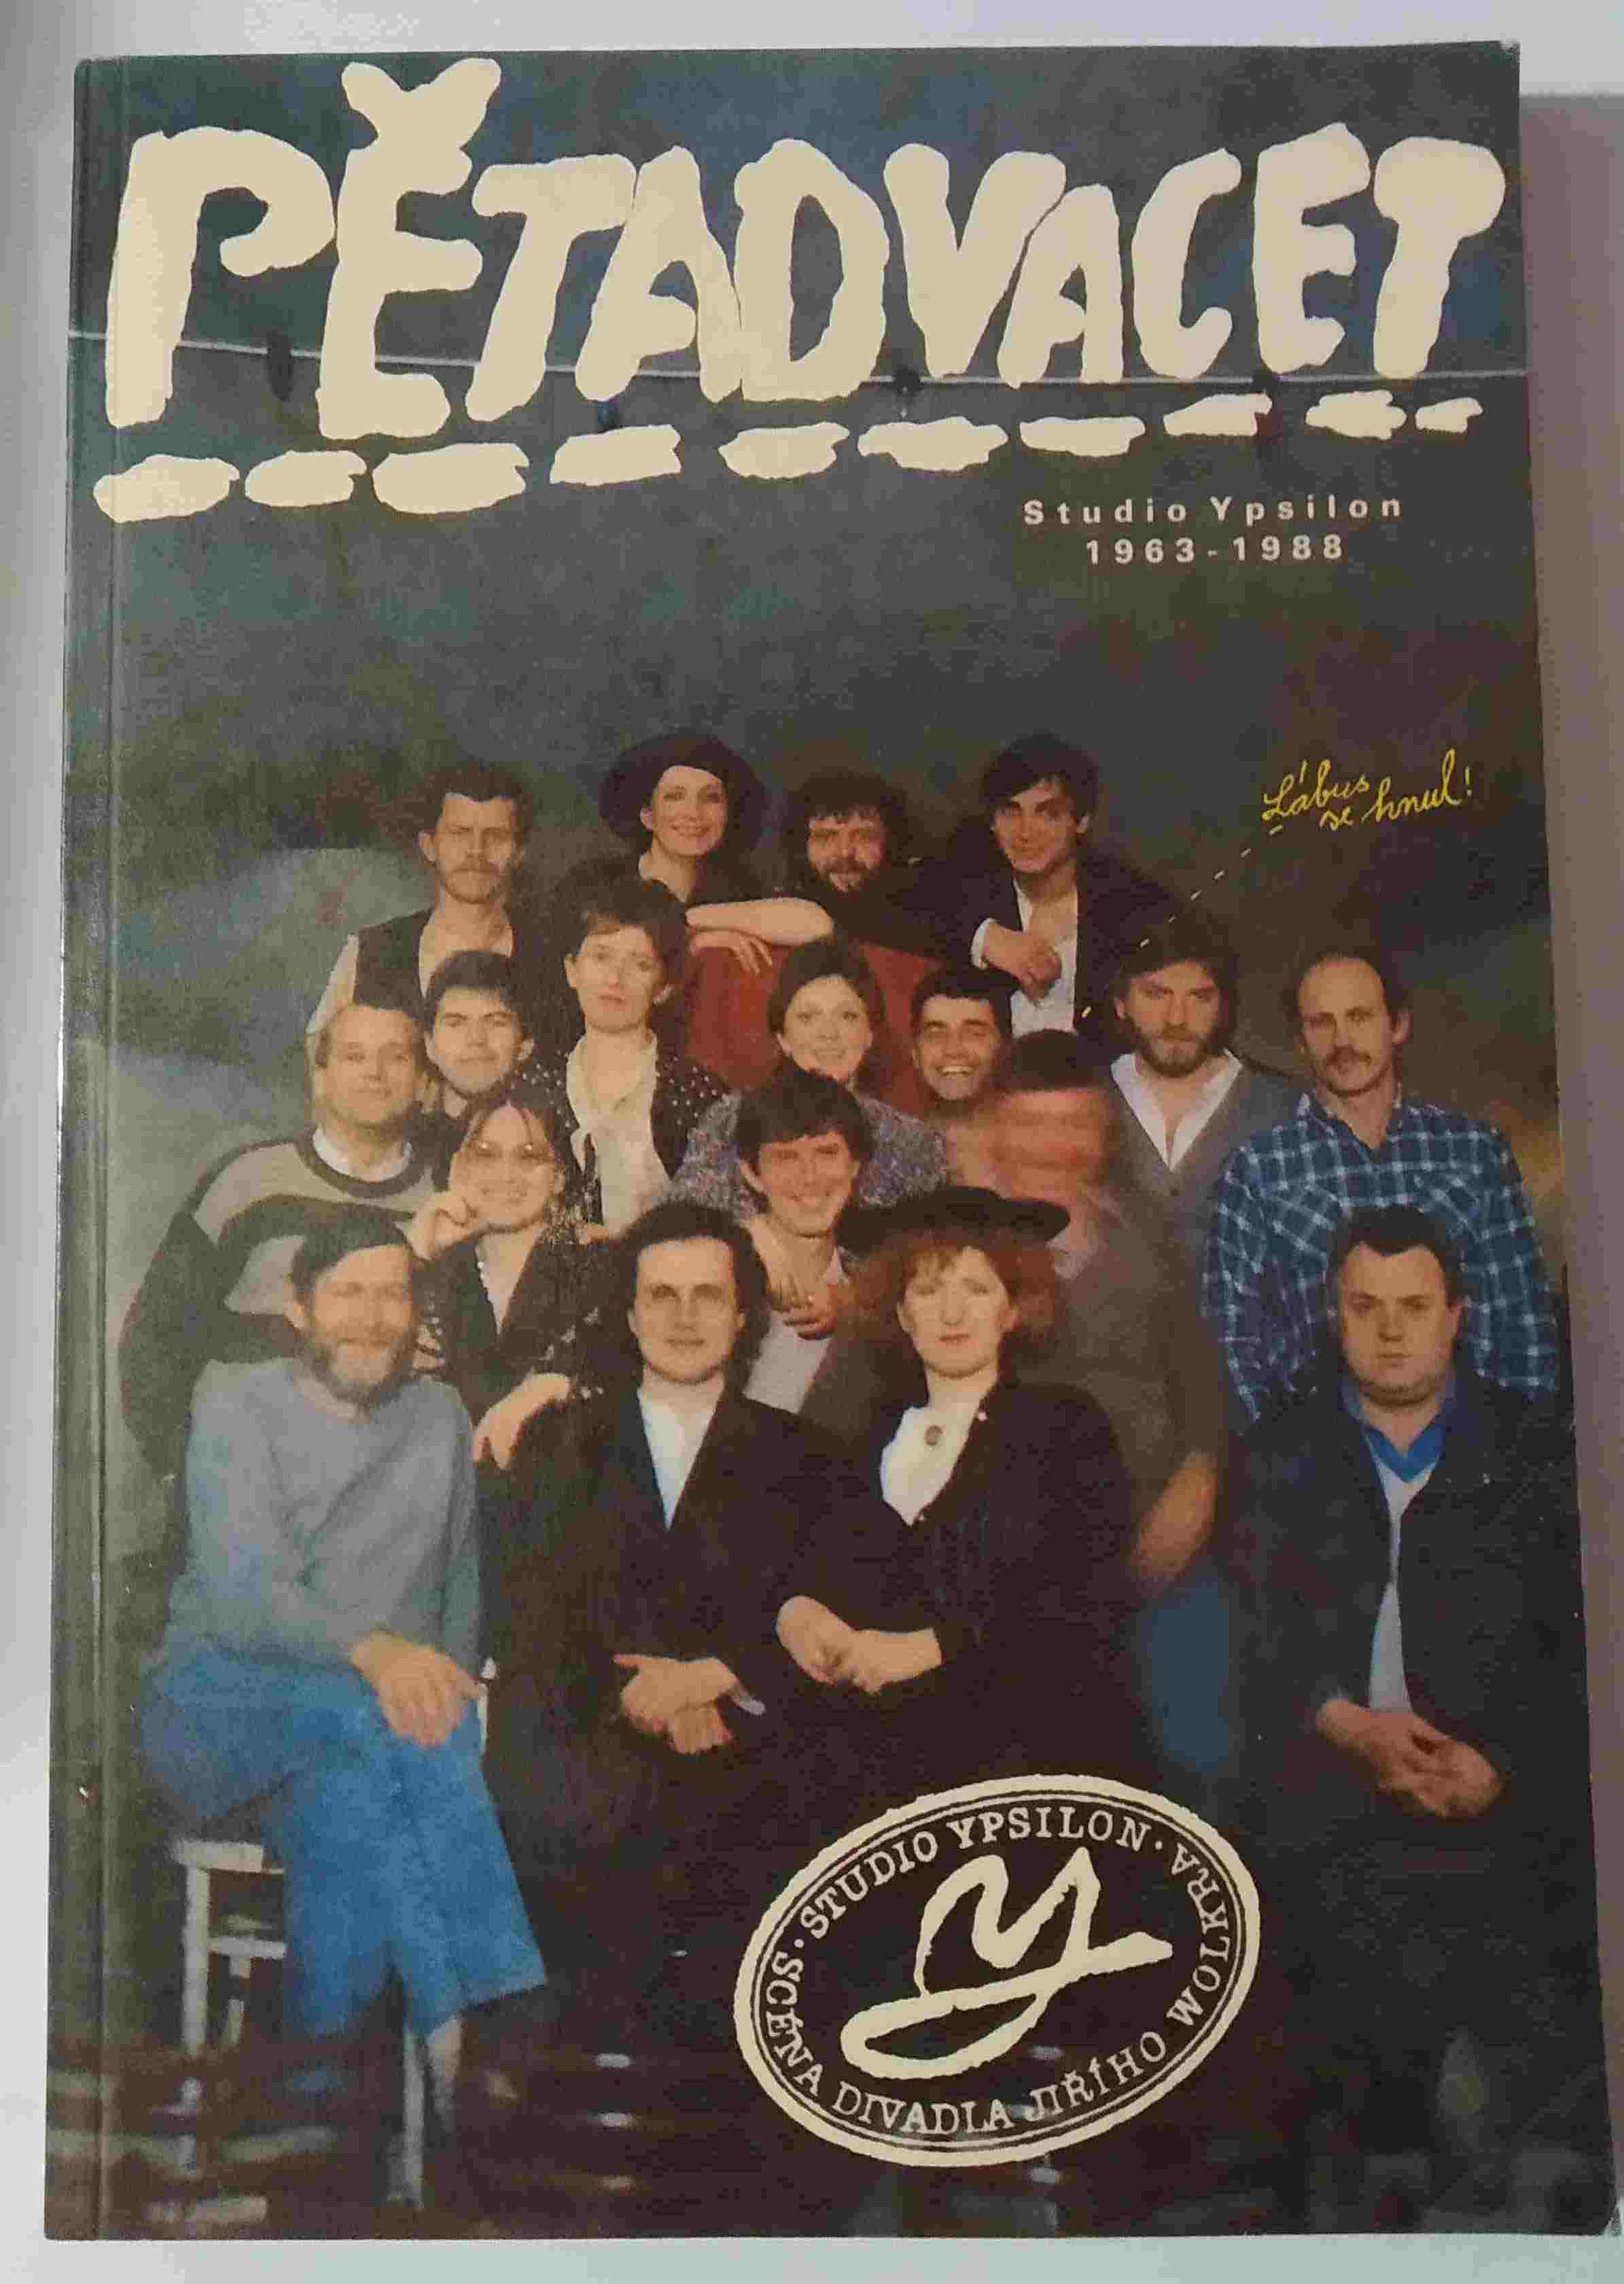 PĚTADVACET
Studio Ypsilon
1963-1988
Lábus
se hnul!
· STUDIO YPSILON ·
SCÉNA DIVADLA JIŘÍHO WOLKRA
y